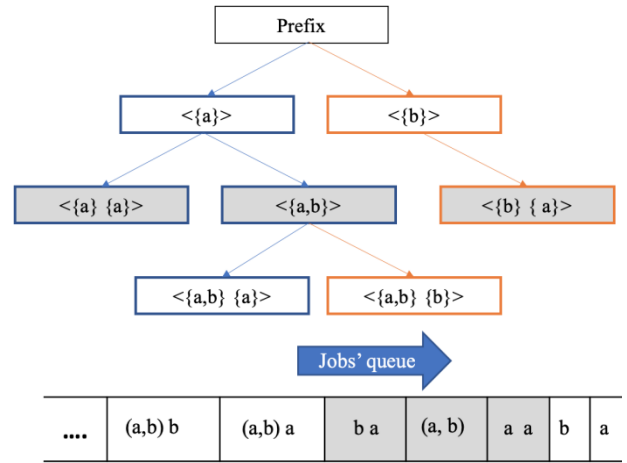 Prefix
<{a}> <{b}>
<{a} {a}> <{a,b}> <{b} { a}>
<{a,b} {a}> <{a,b} {b}>
Jobs’ queue
.... (a,b) b (a,b) a b a (a, b) a a b a